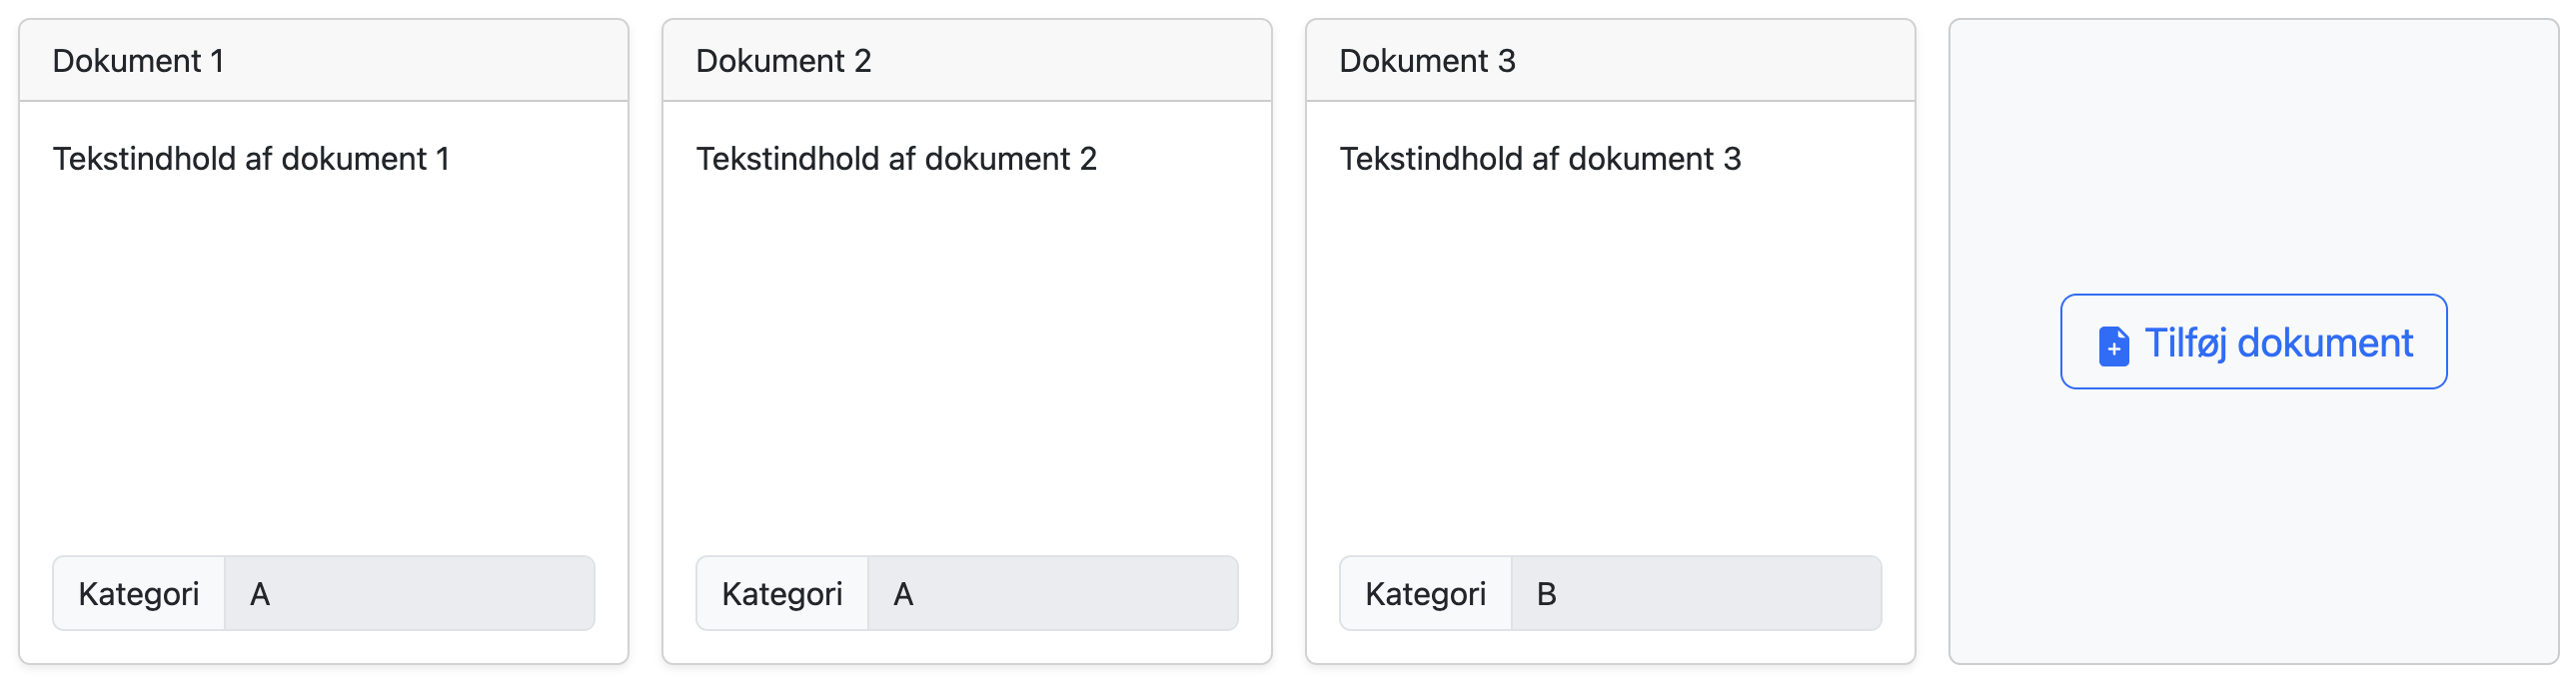 Dokument 1
Tekstindhold af dokument 1
Kategori A
Dokument 2
Tekstindhold af dokument 2
Kategori A
Dokument 3
Tekstindhold af dokument 3
Kategori B
Tilføj dokument